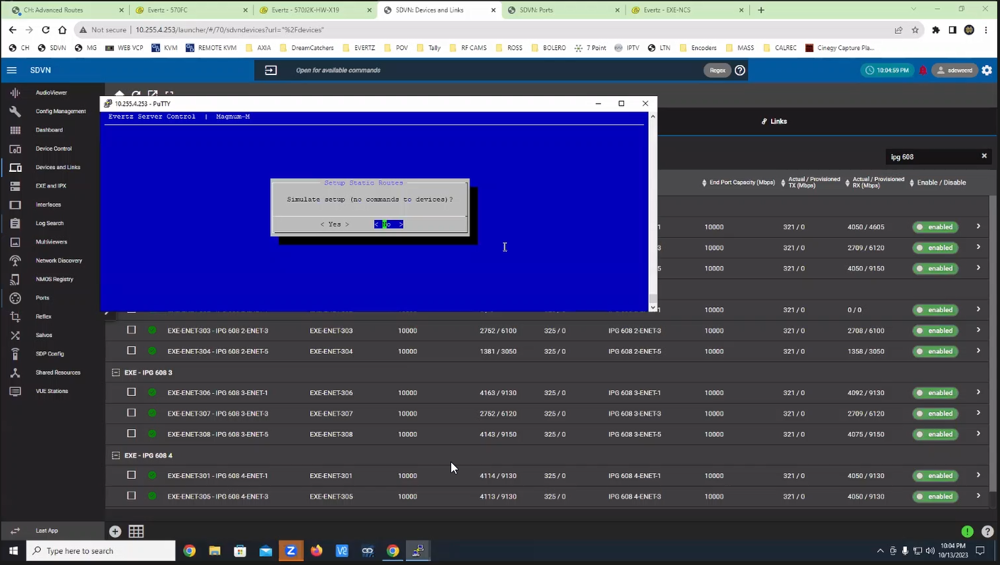 CH: Advanced Routes
Evertz - 570FC
Evertz - 570J2K-HW-X19
SDVN: Devices and Links
SDVN: Ports
Evertz - EXE-NCS
Not secure
10.255.4.253/launcher/#/70/sdvndevices?url="%2Fdevices"
CH
SDVN
MG
WEB VCP
KVM
REMOTE KVM
AXIA
DreamCatchers
EVERTZ
POV
Tally
RF CAMS
ROSS
BOLERO
7 Point
IPTV
LTN
Encoders
MASS
CALREC
Cinegy Capture Pla...
SDVN
Open for available commands
Regex
10:04:59 PM
sdeweerd
AudioViewer
Config Management
Dashboard
Device Control
Devices and Links
EXE and IPX
Interfaces
Log Search
Multiviewers
Network Discovery
NMOS Registry
Ports
Reflex
Salvos
SDP Config
Shared Resources
VUE Stations
Last App
10.255.4.253 - PuTTY
Evertz Server Control | Magnum-M
Setup Static Routes
Simulate setup (no commands to devices)?
< Yes > < No >
Links
ipg 608
End Port Capacity (Mbps)
Actual / Provisioned TX (Mbps)
Actual / Provisioned RX (Mbps)
Enable / Disable
1 10000 321 / 0 4050 / 4605 enabled
3 10000 321 / 0 2709 / 6120 enabled
5 10000 321 / 0 4050 / 9150 enabled
10000 321 / 0 0 / 0 enabled
EXE-ENET-303 - IPG 608 2-ENET-3 EXE-ENET-303 10000 2752 / 6100 325 / 0 IPG 608 2-ENET-3 10000 321 / 0 2708 / 6100 enabled
EXE-ENET-304 - IPG 608 2-ENET-5 EXE-ENET-304 10000 1381 / 3050 325 / 0 IPG 608 2-ENET-5 10000 321 / 0 1358 / 3050 enabled
EXE - IPG 608 3
EXE-ENET-306 - IPG 608 3-ENET-1 EXE-ENET-306 10000 4163 / 9130 325 / 0 IPG 608 3-ENET-1 10000 321 / 0 4092 / 9130 enabled
EXE-ENET-307 - IPG 608 3-ENET-3 EXE-ENET-307 10000 2752 / 6120 325 / 0 IPG 608 3-ENET-3 10000 321 / 0 2709 / 6120 enabled
EXE-ENET-308 - IPG 608 3-ENET-5 EXE-ENET-308 10000 4143 / 9150 325 / 0 IPG 608 3-ENET-5 10000 321 / 0 4075 / 9150 enabled
EXE - IPG 608 4
EXE-ENET-301 - IPG 608 4-ENET-1 EXE-ENET-301 10000 4114 / 9130 325 / 0 IPG 608 4-ENET-1 10000 321 / 0 4050 / 9130 enabled
EXE-ENET-305 - IPG 608 4-ENET-3 EXE-ENET-305 10000 4113 / 9130 325 / 0 IPG 608 4-ENET-3 10000 321 / 0 4050 / 9130 enabled
Type here to search
10:04 PM
10/13/2023